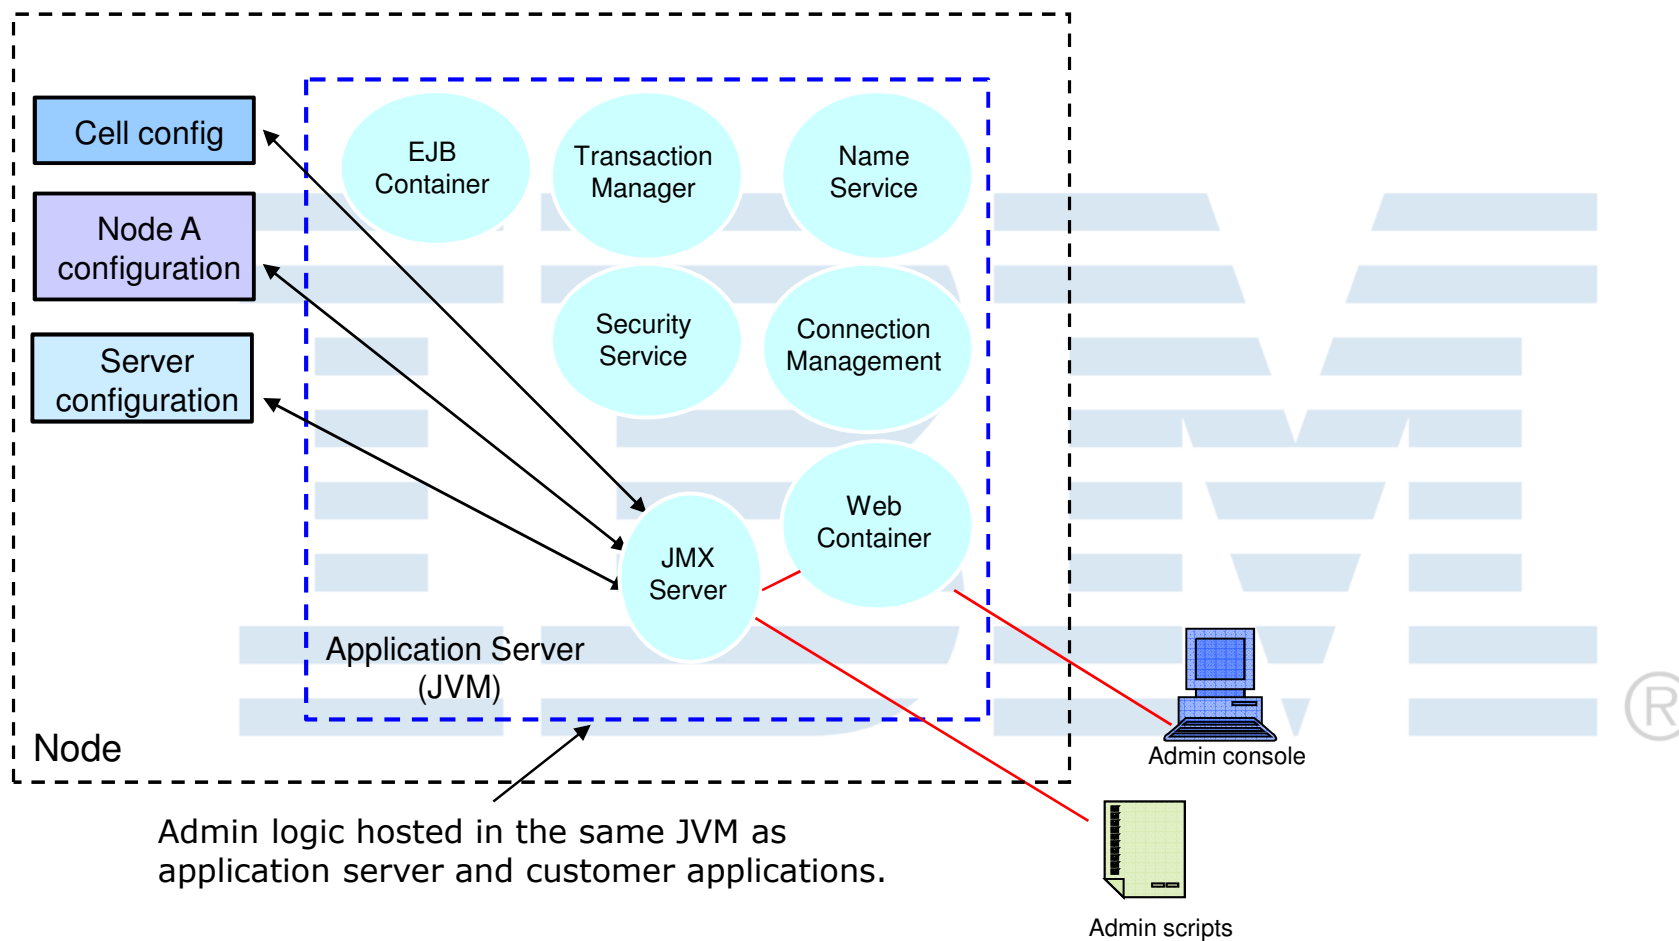 Cell config
Node A
configuration
Server
configuration
EJB
Container
Transaction
Manager
Name
Service
Security
Service
Connection
Management
Web
Container
JMX
Server
Application Server
(JVM)
Node
Admin console
Admin logic hosted in the same JVM as
application server and customer applications.
Admin scripts
IBM
®